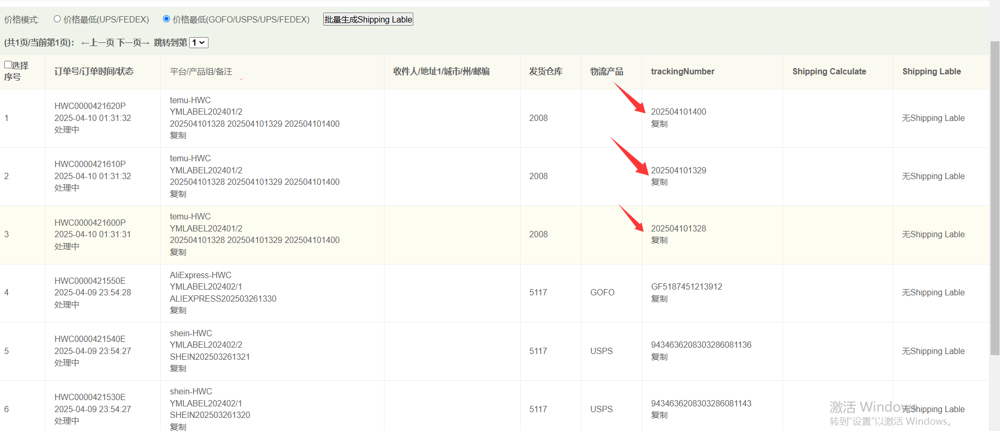 价格模式: 价格最低(UPS/FEDEX) 价格最低(GOFO/USPS/UPS/FEDEX) 批量生成Shipping Lable
(共1页/当前第1页): ←上一页 下一页→ 跳转到第 1
选择
序号
订单号/订单时间/状态
平台/产品组/备注
收件人/地址1/城市/州/邮编
发货仓库
物流产品
trackingNumber
Shipping Calculate
Shipping Lable
1
HWC0000421620P
2025-04-10 01:31:32
处理中
temu-HWC
YMLABEL202401/2
202504101328 202504101329 202504101400
复制
2008
202504101400
复制
无Shipping Lable
2
HWC0000421610P
2025-04-10 01:31:32
处理中
temu-HWC
YMLABEL202401/2
202504101328 202504101329 202504101400
复制
2008
202504101329
复制
无Shipping Lable
3
HWC0000421600P
2025-04-10 01:31:31
处理中
temu-HWC
YMLABEL202401/2
202504101328 202504101329 202504101400
复制
2008
202504101328
复制
无Shipping Lable
4
HWC0000421550E
2025-04-09 23:54:28
处理中
AliExpress-HWC
YMLABEL202402/1
ALIEXPRESS202503261330
复制
5117
GOFO
GF5187451213912
复制
无Shipping Lable
5
HWC0000421540E
2025-04-09 23:54:27
处理中
shein-HWC
YMLABEL202402/2
SHEIN202503261321
复制
5117
USPS
9434636208303286081136
复制
无Shipping Lable
6
HWC0000421530E
2025-04-09 23:54:27
处理中
shein-HWC
YMLABEL202402/1
SHEIN202503261320
复制
5117
USPS
9434636208303286081143
复制
无Shipping Lable
激活 Windows
转到“设置”以激活 Windows。